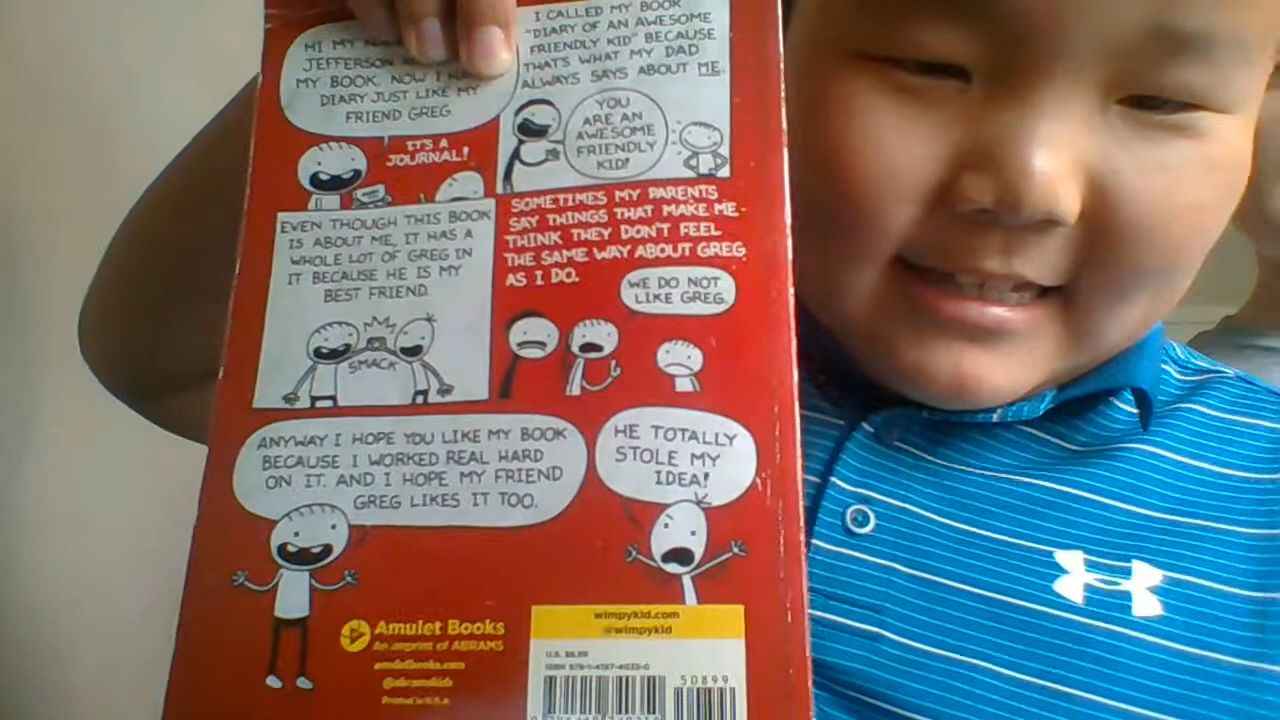 HI MY
JEFFERSON
MY BOOK. NOW I
DIARY JUST LIKE MY
FRIEND GREG.
IT'S A
JOURNAL!
I CALLED MY BOOK
"DIARY OF AN AWESOME
FRIENDLY KID" BECAUSE
THAT'S WHAT MY DAD
ALWAYS SAYS ABOUT ME.
YOU
ARE AN
AWESOME
FRIENDLY
KID!
EVEN THOUGH THIS BOOK
IS ABOUT ME, IT HAS A
WHOLE LOT OF GREG IN
IT BECAUSE HE IS MY
BEST FRIEND.
SMACK
SOMETIMES MY PARENTS
SAY THINGS THAT MAKE ME
THINK THEY DON'T FEEL
THE SAME WAY ABOUT GREG
AS I DO.
WE DO NOT
LIKE GREG.
ANYWAY I HOPE YOU LIKE MY BOOK
BECAUSE I WORKED REAL HARD
ON IT. AND I HOPE MY FRIEND
GREG LIKES IT TOO.
HE TOTALLY
STOLE MY
IDEA!
Amulet Books
An imprint of ABRAMS
amuletbooks.com
@abramskids
Printed in U.S.A.
wimpykid.com
@wimpykid
50899